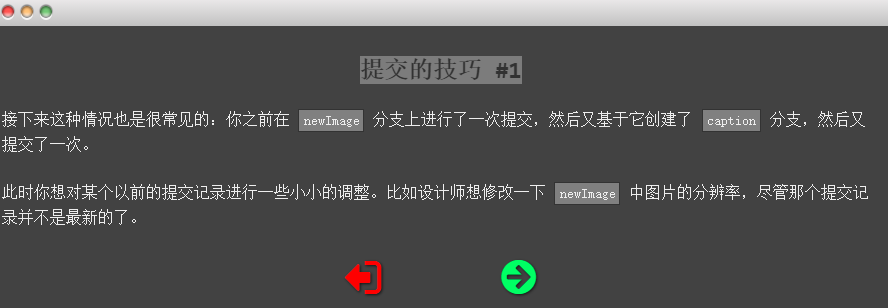 提交的技巧 #1
接下来这种情况也是很常见的：你之前在 newImage 分支上进行了一次提交，然后又基于它创建了 caption 分支，然后又
提交了一次。
此时你想对某个以前的提交记录进行一些小小的调整。比如设计师想修改一下 newImage 中图片的分辨率，尽管那个提交记
录并不是最新的了。